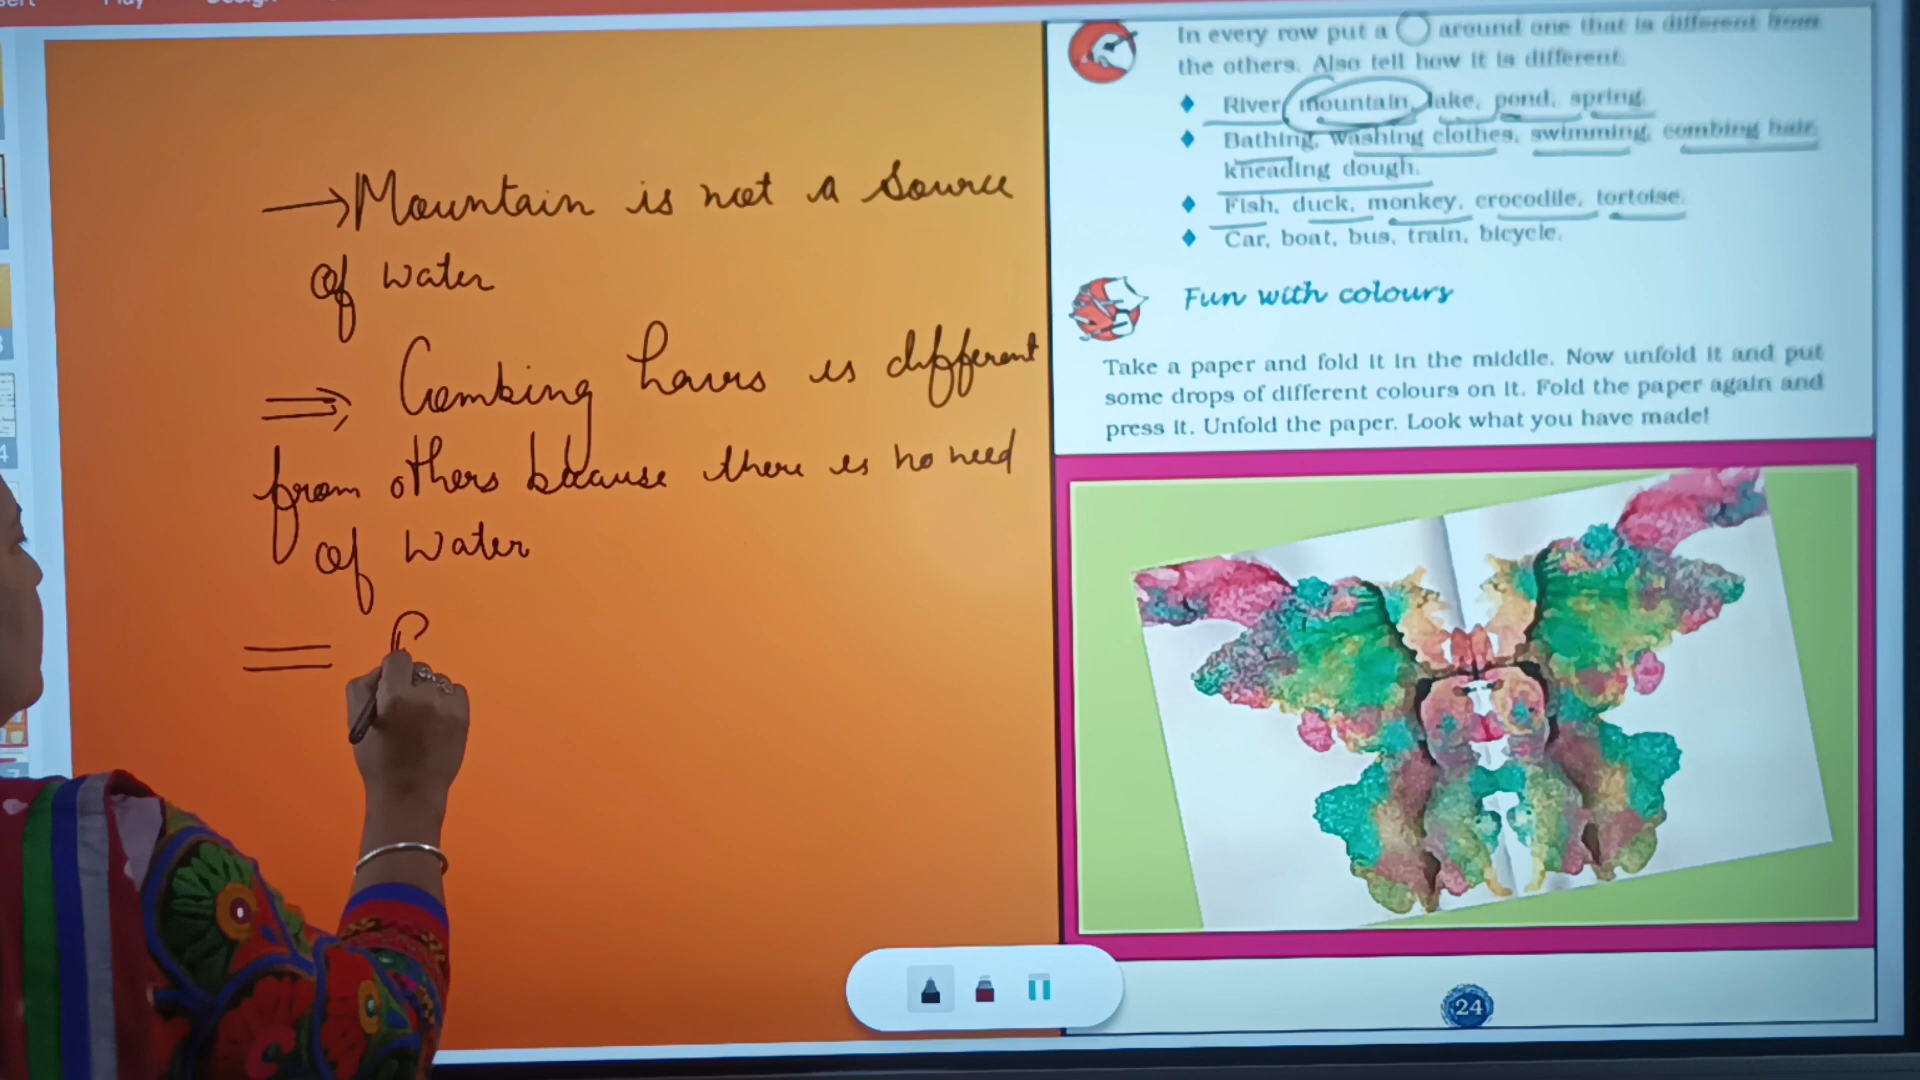 Play
Design
→ Mountain is not a source
of water
⇒ Combing hairs is different
from others because there is no need
of water
In every row put a ◯ around one that is different from
the others. Also tell how it is different.
♦ River, mountain, lake, pond, spring.
♦ Bathing, washing clothes, swimming, combing hair,
kneading dough.
♦ Fish, duck, monkey, crocodile, tortoise.
♦ Car, boat, bus, train, bicycle.
Fun with colours
Take a paper and fold it in the middle. Now unfold it and put
some drops of different colours on it. Fold the paper again and
press it. Unfold the paper. Look what you have made!
24